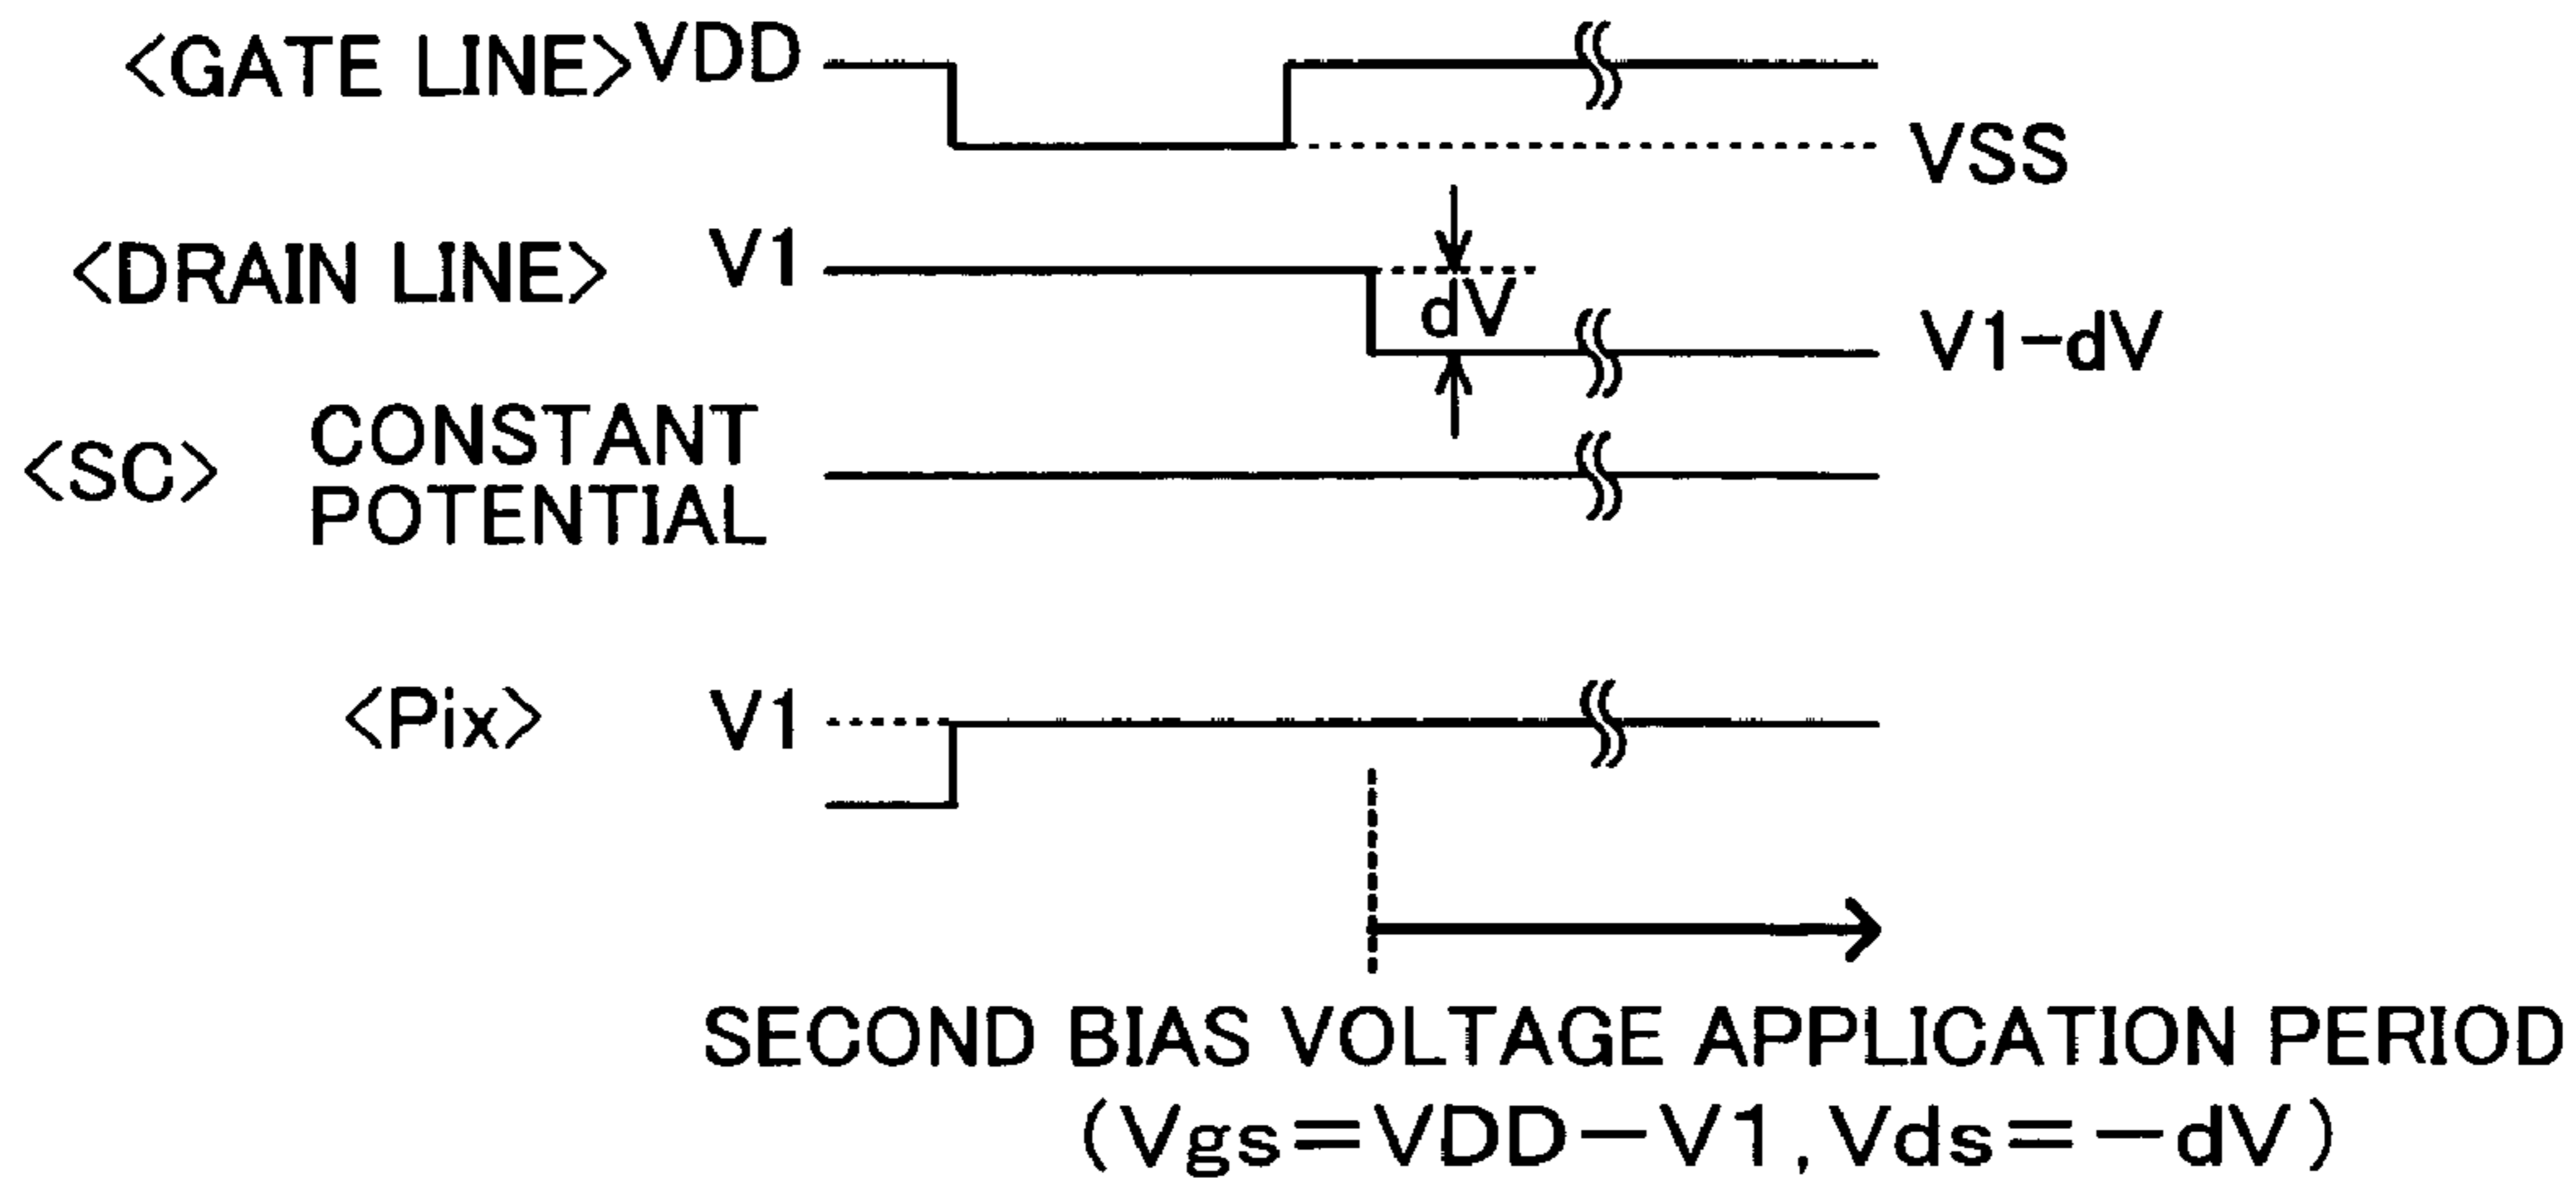 <GATE LINE> VDD
VSS
<DRAIN LINE> V1
dV
V1-dV
<SC> CONSTANT
POTENTIAL
<Pix> V1
SECOND BIAS VOLTAGE APPLICATION PERIOD
(Vgs=VDD-V1, Vds=-dV)